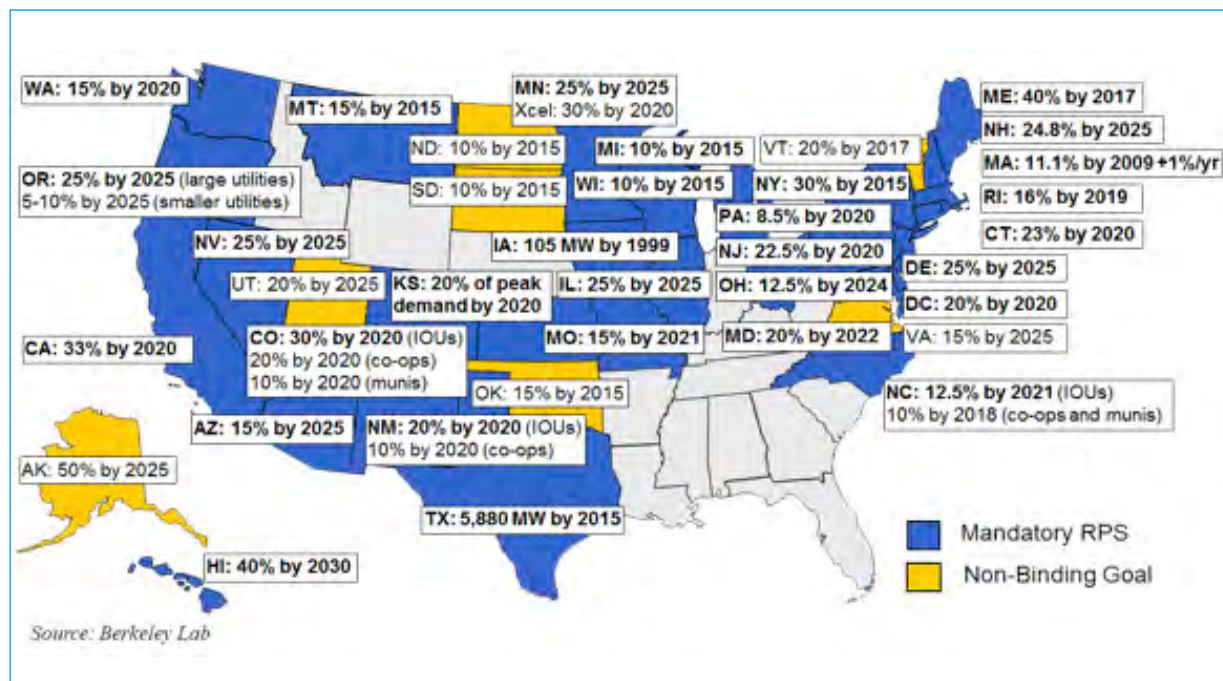 WA: 15% by 2020
MT: 15% by 2015
MN: 25% by 2025
Xcel: 30% by 2020
ME: 40% by 2017
ND: 10% by 2015
MI: 10% by 2015
VT: 20% by 2017
NH: 24.8% by 2025
MA: 11.1% by 2009 +1%/yr
OR: 25% by 2025 (large utilities)
5-10% by 2025 (smaller utilities)
SD: 10% by 2015
WI: 10% by 2015
NY: 30% by 2015
RI: 16% by 2019
PA: 8.5% by 2020
CT: 23% by 2020
NV: 25% by 2025
IA: 105 MW by 1999
NJ: 22.5% by 2020
DE: 25% by 2025
UT: 20% by 2025
KS: 20% of peak
demand by 2020
IL: 25% by 2025
OH: 12.5% by 2024
DC: 20% by 2020
CO: 30% by 2020 (IOUs)
20% by 2020 (co-ops)
10% by 2020 (munis)
MO: 15% by 2021
MD: 20% by 2022
VA: 15% by 2025
CA: 33% by 2020
OK: 15% by 2015
NC: 12.5% by 2021 (IOUs)
10% by 2018 (co-ops and munis)
AZ: 15% by 2025
NM: 20% by 2020 (IOUs)
10% by 2020 (co-ops)
AK: 50% by 2025
TX: 5,880 MW by 2015
Mandatory RPS
HI: 40% by 2030
Non-Binding Goal
Source: Berkeley Lab